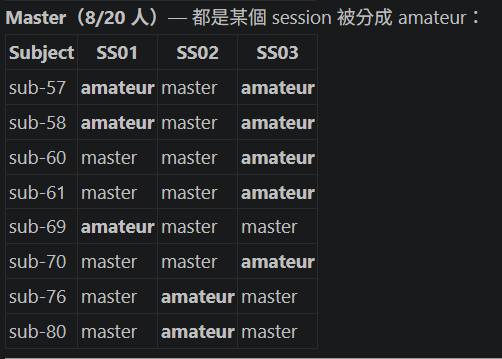 Master（8/20 人）— 都是某個 session 被分成 amateur：
Subject SS01 SS02 SS03
sub-57 amateur master amateur
sub-58 amateur master amateur
sub-60 master master amateur
sub-61 master master amateur
sub-69 amateur master master
sub-70 master master amateur
sub-76 master amateur master
sub-80 master amateur master